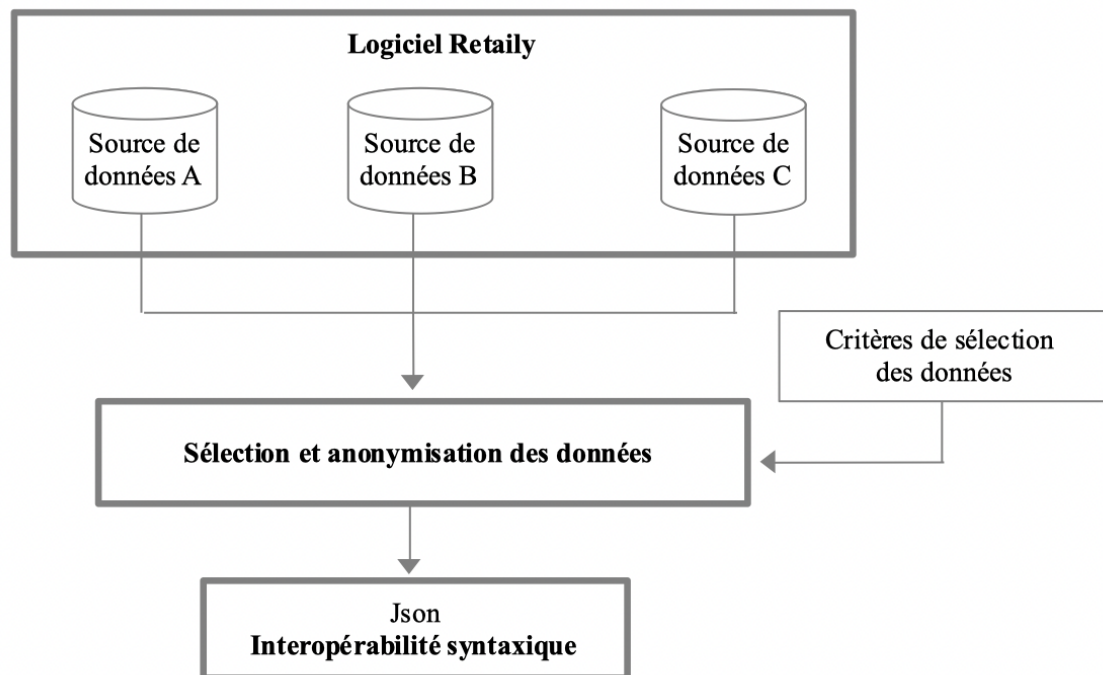 Logiciel Retaily
Source de
données A
Source de
données B
Source de
données C
Critères de sélection
des données
Sélection et anonymisation des données
Json
Interopérabilité syntaxique